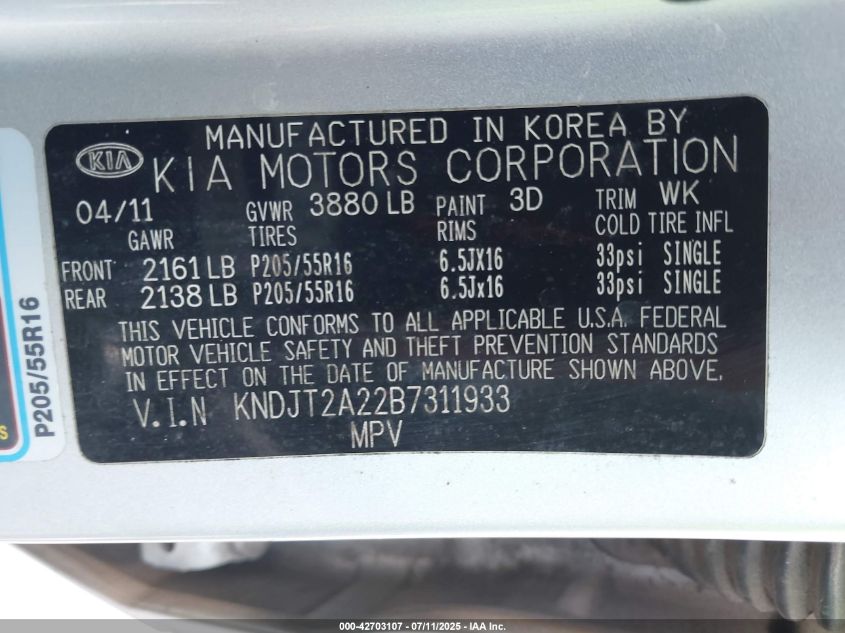 MANUFACTURED IN KOREA BY
KIA KIA MOTORS CORPORATION
04/11 GVWR 3880 LB PAINT 3D TRIM WK
GAWR TIRES RIMS COLD TIRE INFL
FRONT 2161 LB P205/55R16 6.5JX16 33psi SINGLE
REAR 2138 LB P205/55R16 6.5Jx16 33psi SINGLE
THIS VEHICLE CONFORMS TO ALL APPLICABLE U.S.A. FEDERAL
MOTOR VEHICLE SAFETY AND THEFT PREVENTION STANDARDS
IN EFFECT ON THE DATE OF MANUFACTURE SHOWN ABOVE.
V.I.N KNDJT2A22B7311933
MPV
P205/55R16
S
000-42703107 - 07/11/2025 - IAA Inc.